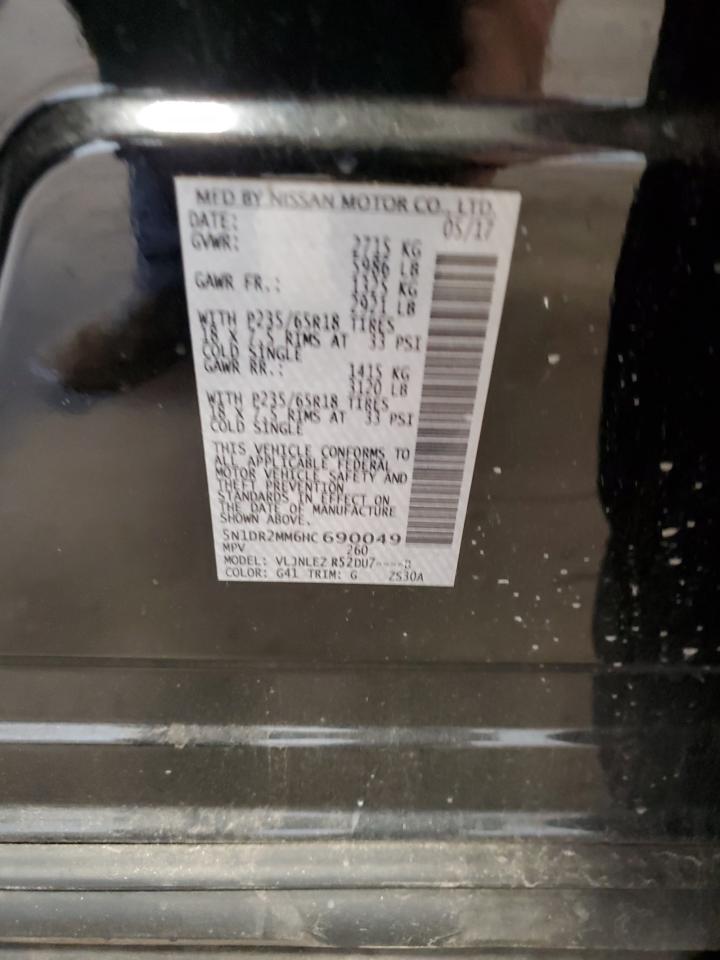 MFD BY NISSAN MOTOR CO., LTD.
DATE: 05/17
GVWR: 2715 KG
5986 LB
GAWR FR.: 1325 KG
2921 LB
WITH P235/65R18 TIRES
18 X 7.5 RIMS AT 33 PSI
COLD SINGLE
GAWR RR.: 1415 KG
3120 LB
WITH P235/65R18 TIRES
18 X 7.5 RIMS AT 33 PSI
COLD SINGLE
THIS VEHICLE CONFORMS TO
ALL APPLICABLE FEDERAL
MOTOR VEHICLE SAFETY AND
THEFT PREVENTION
STANDARDS IN EFFECT ON
THE DATE OF MANUFACTURE
SHOWN ABOVE.
5N1DR2MM6HC690049
MPV 260
MODEL:
COLOR: G41 TRIM: G 2S30A